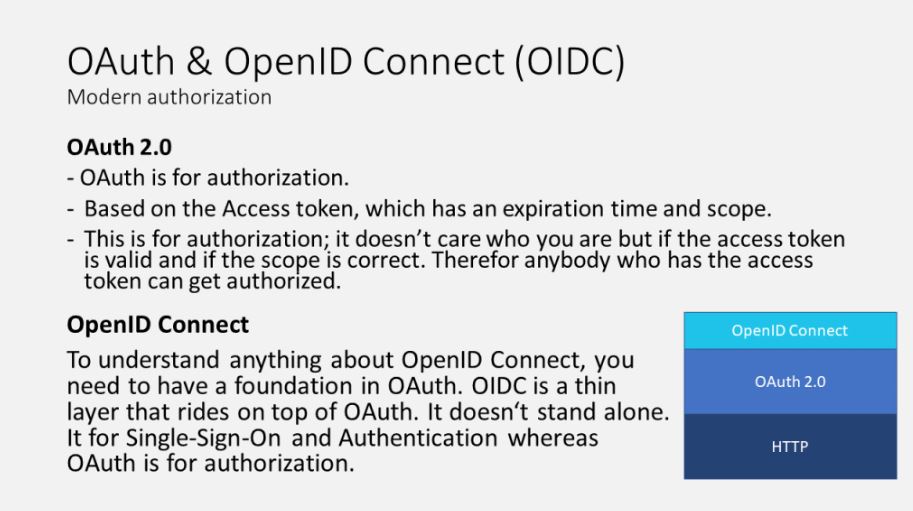 OAuth & OpenID Connect (OIDC)
Modern authorization
OAuth 2.0
- OAuth is for authorization.
- Based on the Access token, which has an expiration time and scope.
- This is for authorization; it doesn’t care who you are but if the access token
is valid and if the scope is correct. Therefor anybody who has the access
token can get authorized.
OpenID Connect
To understand anything about OpenID Connect, you
need to have a foundation in OAuth. OIDC is a thin
layer that rides on top of OAuth. It doesn‘t stand alone.
It for Single-Sign-On and Authentication whereas
OAuth is for authorization.
OpenID Connect
OAuth 2.0
HTTP